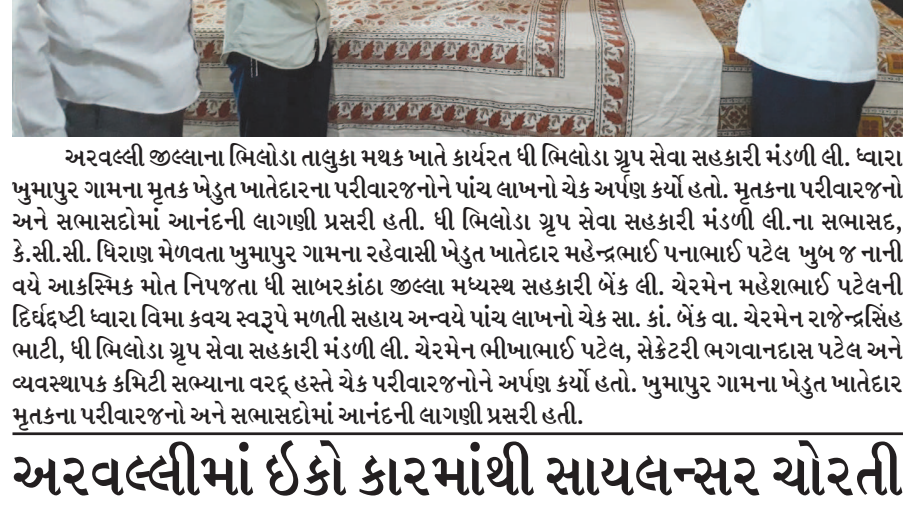 અરવલ્લી જીલ્લાના ભિલોડા તાલુકા મથક ખાતે કાર્યરત ધી ભિલોડા ગ્રૃપ સેવા સહકારી મંડળી લી. ધ્વારા
ખુમાપુર ગામના મૃતક ખેડુત ખાતેદારના પરીવારજનોને પાંચ લાખનો ચેક અર્પણ કર્યો હતો. મૃતકના પરીવારજનો
અને સભાસદોમાં આનંદની લાગણી પ્રસરી હતી. ધી ભિલોડા ગ્રૃપ સેવા સહકારી મંડળી લી.ના સભાસદ,
કે.સી.સી. ધિરાણ મેળવતા ખુમાપુર ગામના રહેવાસી ખેડુત ખાતેદાર મહેન્દ્રભાઈ પનાભાઈ પટેલ ખુબ જ નાની
વયે આકસ્મિક મોત નિપજતા ધી સાબરકાંઠા જીલ્લા મધ્યસ્થ સહકારી બેંક લી. ચેરમેન મહેશભાઈ પટેલની
દિર્ઘદ્રષ્ટી ધ્વારા વિમા કવચ સ્વરૂપે મળતી સહાય અન્વયે પાંચ લાખનો ચેક સા. કાં. બેંક વા. ચેરમેન રાજેન્દ્રસિંહ
ભાટી, ધી ભિલોડા ગ્રૃપ સેવા સહકારી મંડળી લી. ચેરમેન ભીખાભાઈ પટેલ, સેક્રેટરી ભગવાનદાસ પટેલ અને
વ્યવસ્થાપક કમિટી સભ્યાના વરદ્ હસ્તે ચેક પરીવારજનોને અર્પણ કર્યો હતો. ખુમાપુર ગામના ખેડુત ખાતેદાર
મૃતકના પરીવારજનો અને સભાસદોમાં આનંદની લાગણી પ્રસરી હતી.
અરવલ્લીમાં ઇકો કારમાંથી સાયલન્સર ચોરતી